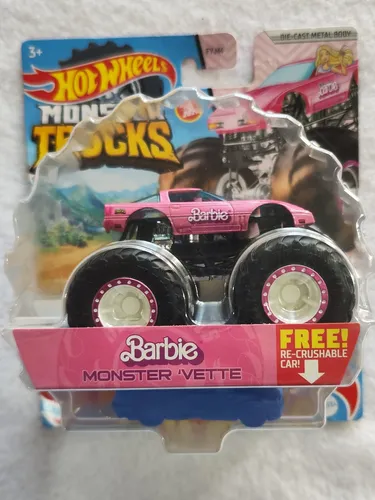 3+
DIE-CAST METAL BODY
Hot Wheels
MONSTER
TRUCKS
Barbie
Barbie
MONSTER 'VETTE
FREE!
RE-CRUSHABLE
CAR!